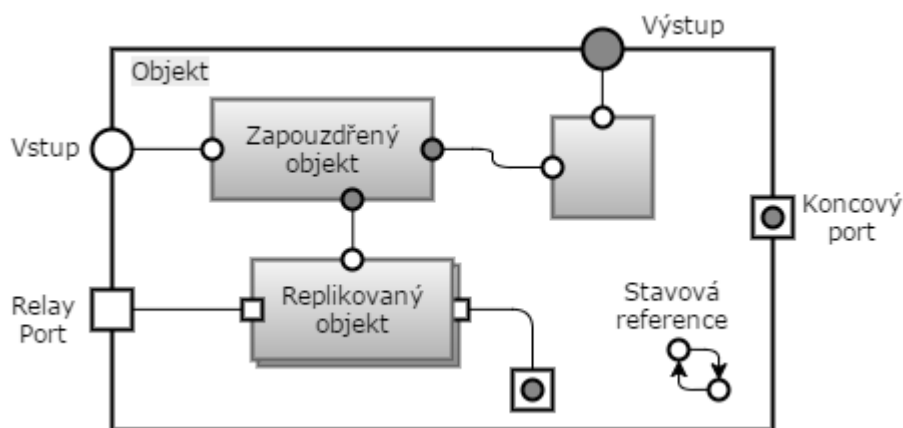 Výstup
Objekt
Vstup
Zapouzdřený
objekt
Koncový
port
Relay
Port
Replikovaný
objekt
Stavová
reference